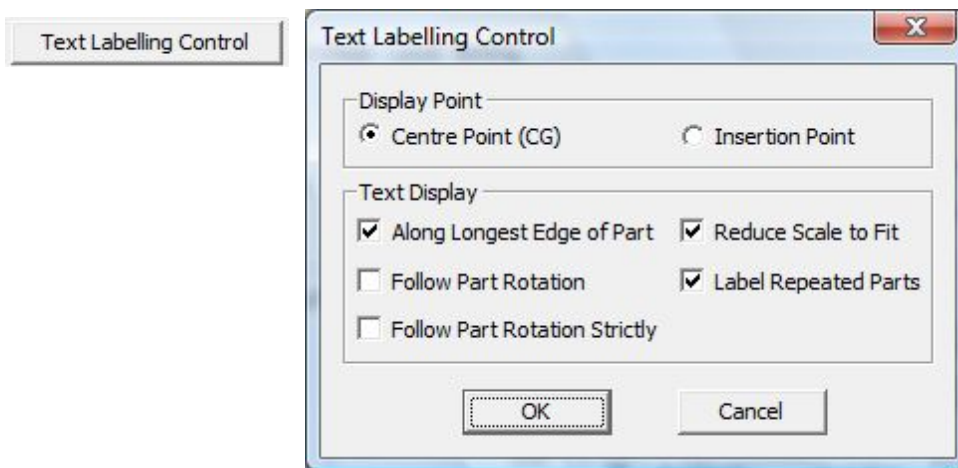 Text Labelling Control
Text Labelling Control
Display Point
Centre Point (CG)
Insertion Point
Text Display
Along Longest Edge of Part
Reduce Scale to Fit
Follow Part Rotation
Label Repeated Parts
Follow Part Rotation Strictly
OK
Cancel